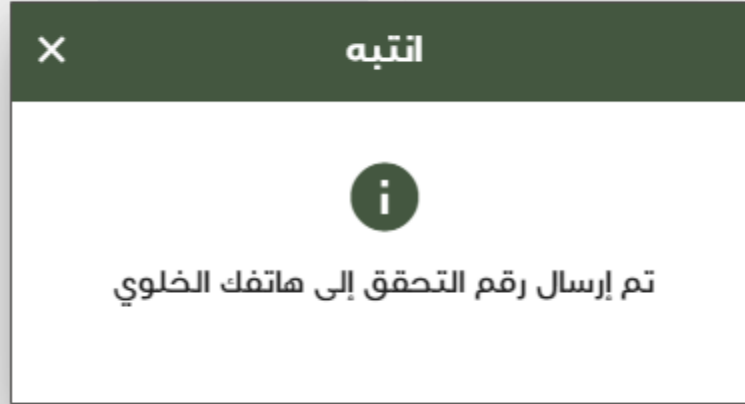 انتبه
تم إرسال رقم التحقق إلى هاتفك الخلوي